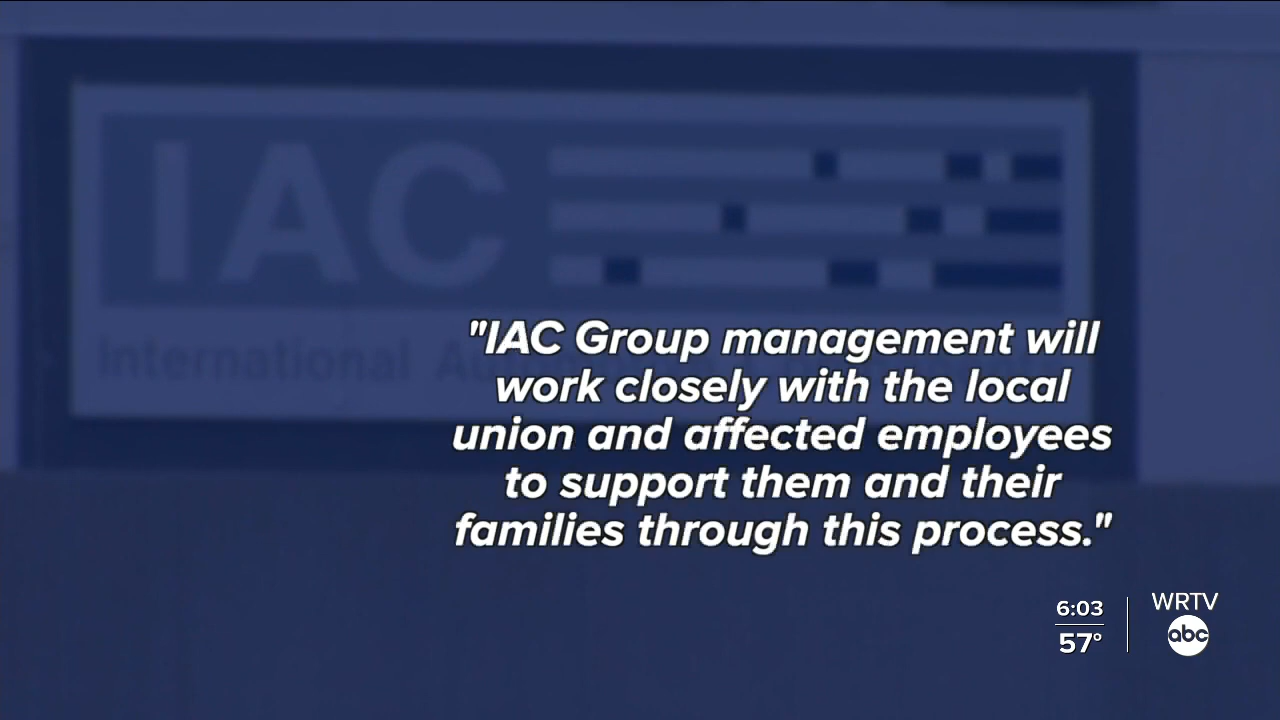 IAC
International
"IAC Group management will
work closely with the local
union and affected employees
to support them and their
families through this process."
6:03
57°
WRTV
abc